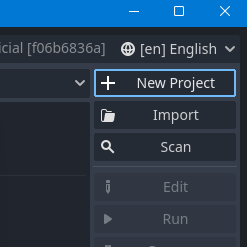 icial [f06b6836a] [en] English
New Project
Import
Scan
Edit
Run